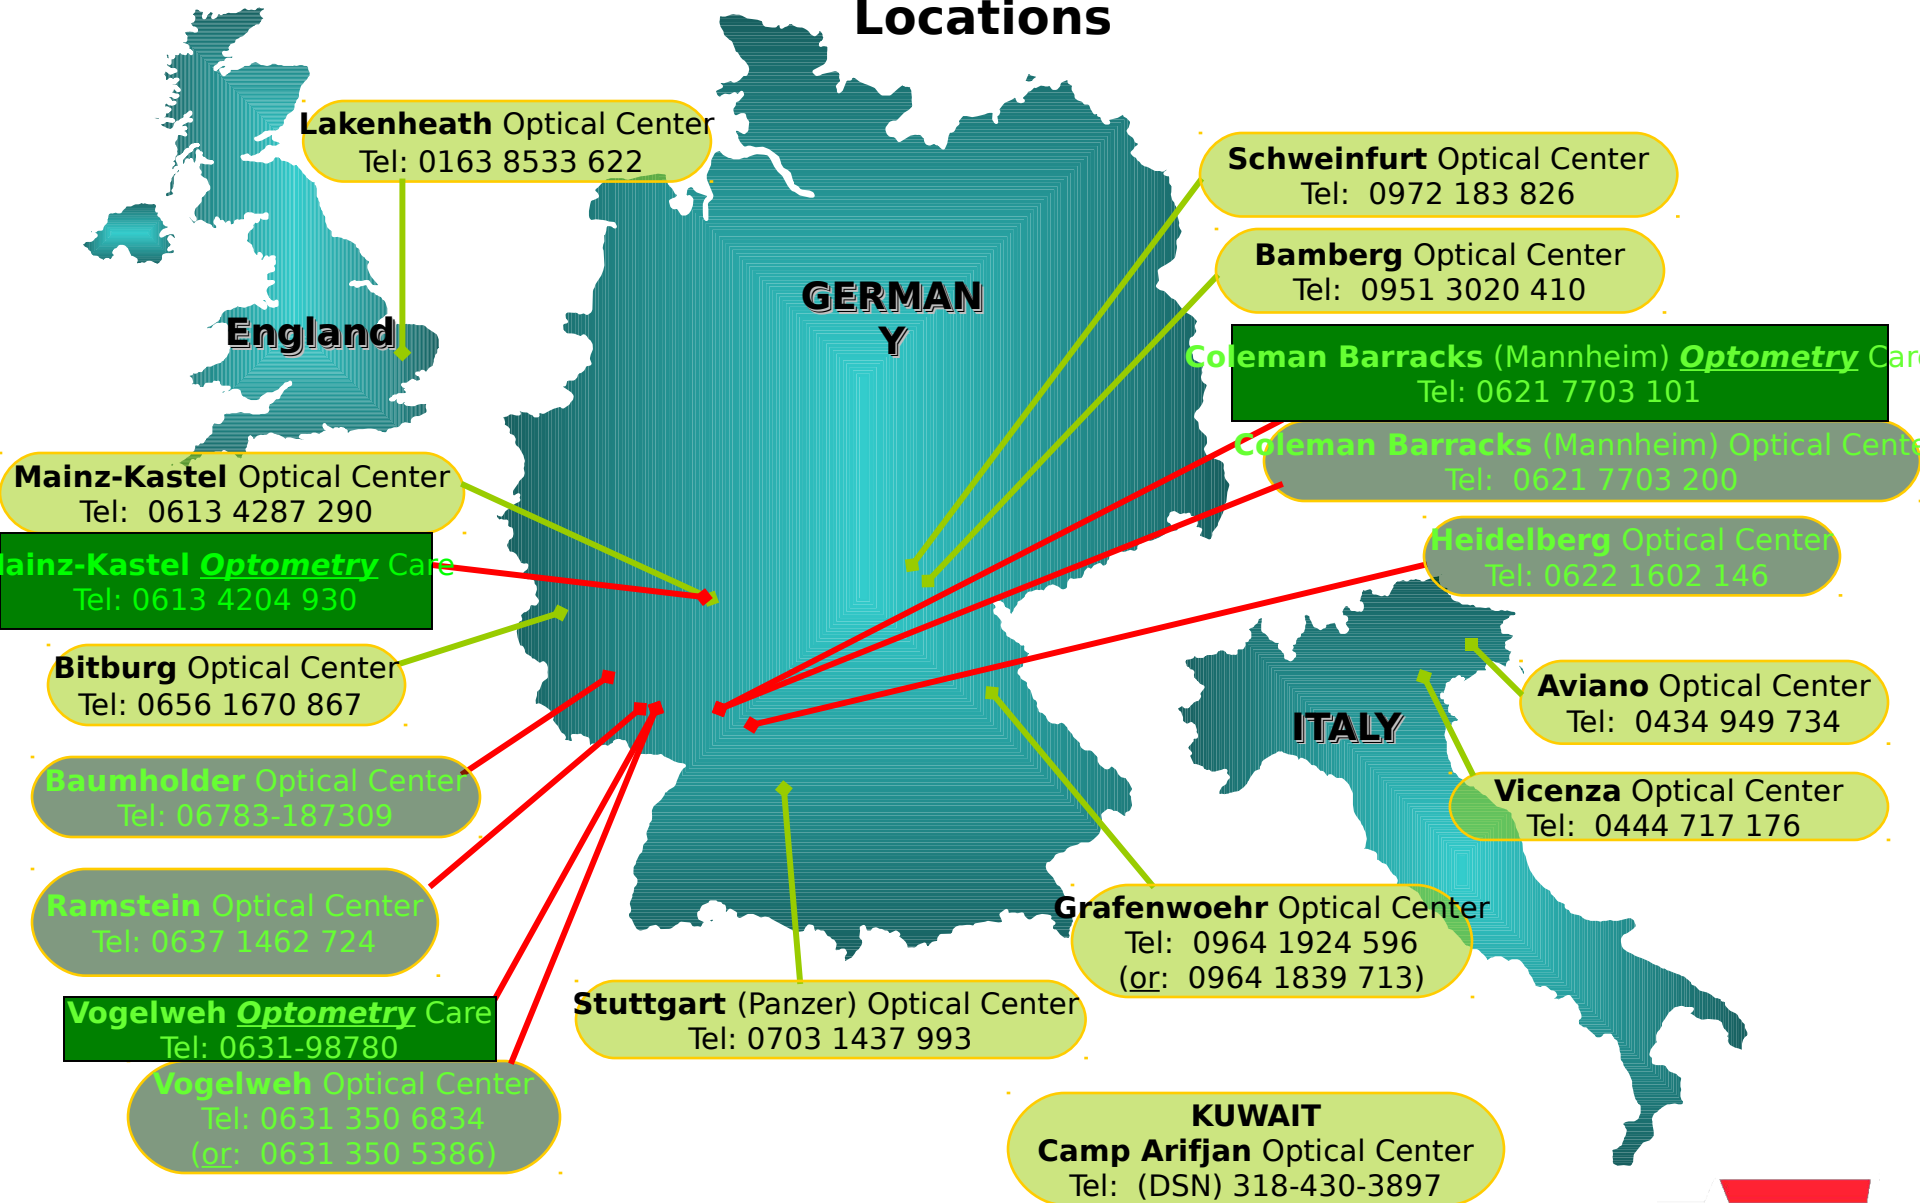 Locations
Lakenheath Optical Center
Tel: 0163 8533 622
Schweinfurt Optical Center
Tel: 0972 183 826
Bamberg Optical Center
Tel: 0951 3020 410
GERMAN
Y
England
Coleman Barracks (Mannheim) Optometry Care
Tel: 0621 7703 101
Coleman Barracks (Mannheim) Optical Cente
Tel: 0621 7703 200
Mainz-Kastel Optical Center
Tel: 0613 4287 290
ainz-Kastel Optometry Care
Tel: 0613 4204 930
Heidelberg Optical Center
Tel: 0622 1602 146
Bitburg Optical Center
Tel: 0656 1670 867
Aviano Optical Center
Tel: 0434 949 734
ITALY
Baumholder Optical Center
Tel: 06783-187309
Vicenza Optical Center
Tel: 0444 717 176
Ramstein Optical Center
Tel: 0637 1462 724
Grafenwoehr Optical Center
Tel: 0964 1924 596
(or: 0964 1839 713)
Vogelweh Optometry Care
Tel: 0631-98780
Stuttgart (Panzer) Optical Center
Tel: 0703 1437 993
Vogelweh Optical Center
Tel: 0631 350 6834
(or: 0631 350 5386)
KUWAIT
Camp Arifjan Optical Center
Tel: (DSN) 318-430-3897